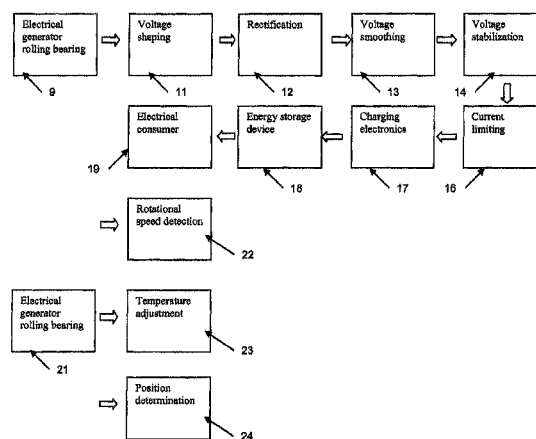 Electrical
generator
rolling bearing
9
Voltage
shaping
11
Rectification
12
Voltage
smoothing
13
Voltage
stabilization
14
Electrical
consumer
19
Energy storage
device
18
Charging
electronics
17
Current
limiting
16
Rotational
speed detection
22
Electrical
generator
rolling bearing
21
Temperature
adjustment
23
Position
determination
24